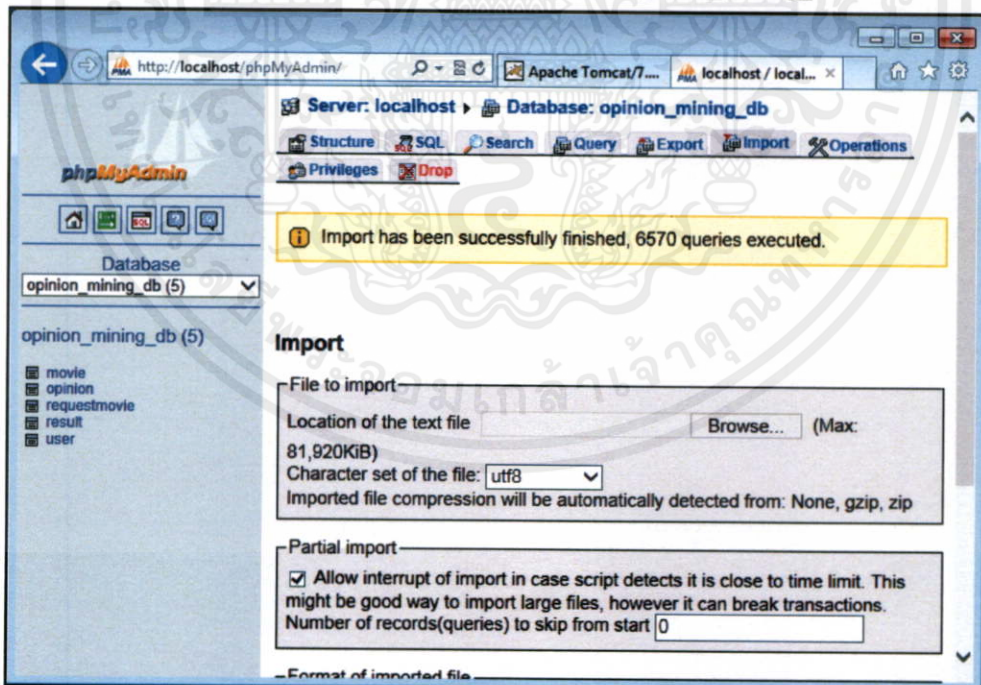 http://localhost/phpMyAdmin/
Apache Tomcat/7....
localhost / local... ×
Server: localhost ▸ Database: opinion_mining_db
Structure SQL Search Query Export Import Operations
Privileges Drop
phpMyAdmin
Import has been successfully finished, 6570 queries executed.
Database
opinion_mining_db (5)
opinion_mining_db (5)
movie
opinion
requestmovie
result
user
Import
File to import
Location of the text file Browse... (Max:
81,920KiB)
Character set of the file: utf8
Imported file compression will be automatically detected from: None, gzip, zip
Partial import
Allow interrupt of import in case script detects it is close to time limit. This
might be good way to import large files, however it can break transactions.
Number of records(queries) to skip from start 0
Format of imported file